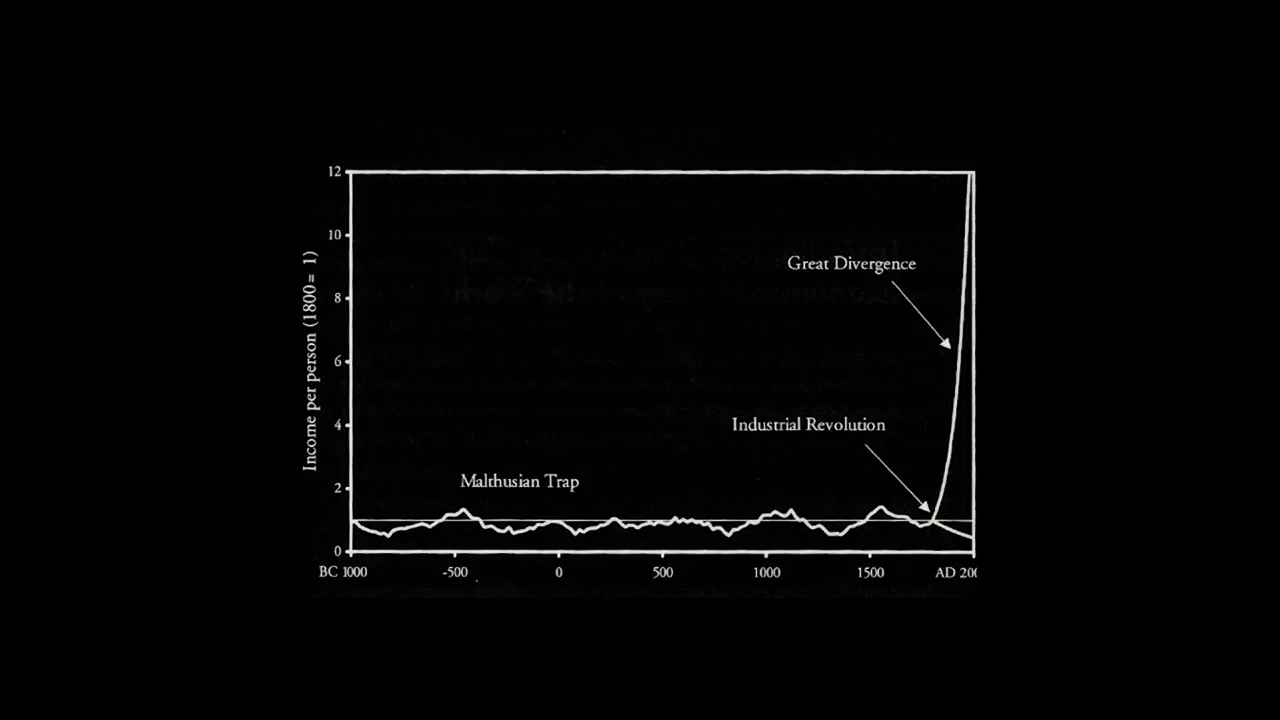 12
10
8
6
4
2
0
Income per person (1800 = 1)
Great Divergence
Industrial Revolution
Malthusian Trap
BC 1000
-500
0
500
1000
1500
AD 200